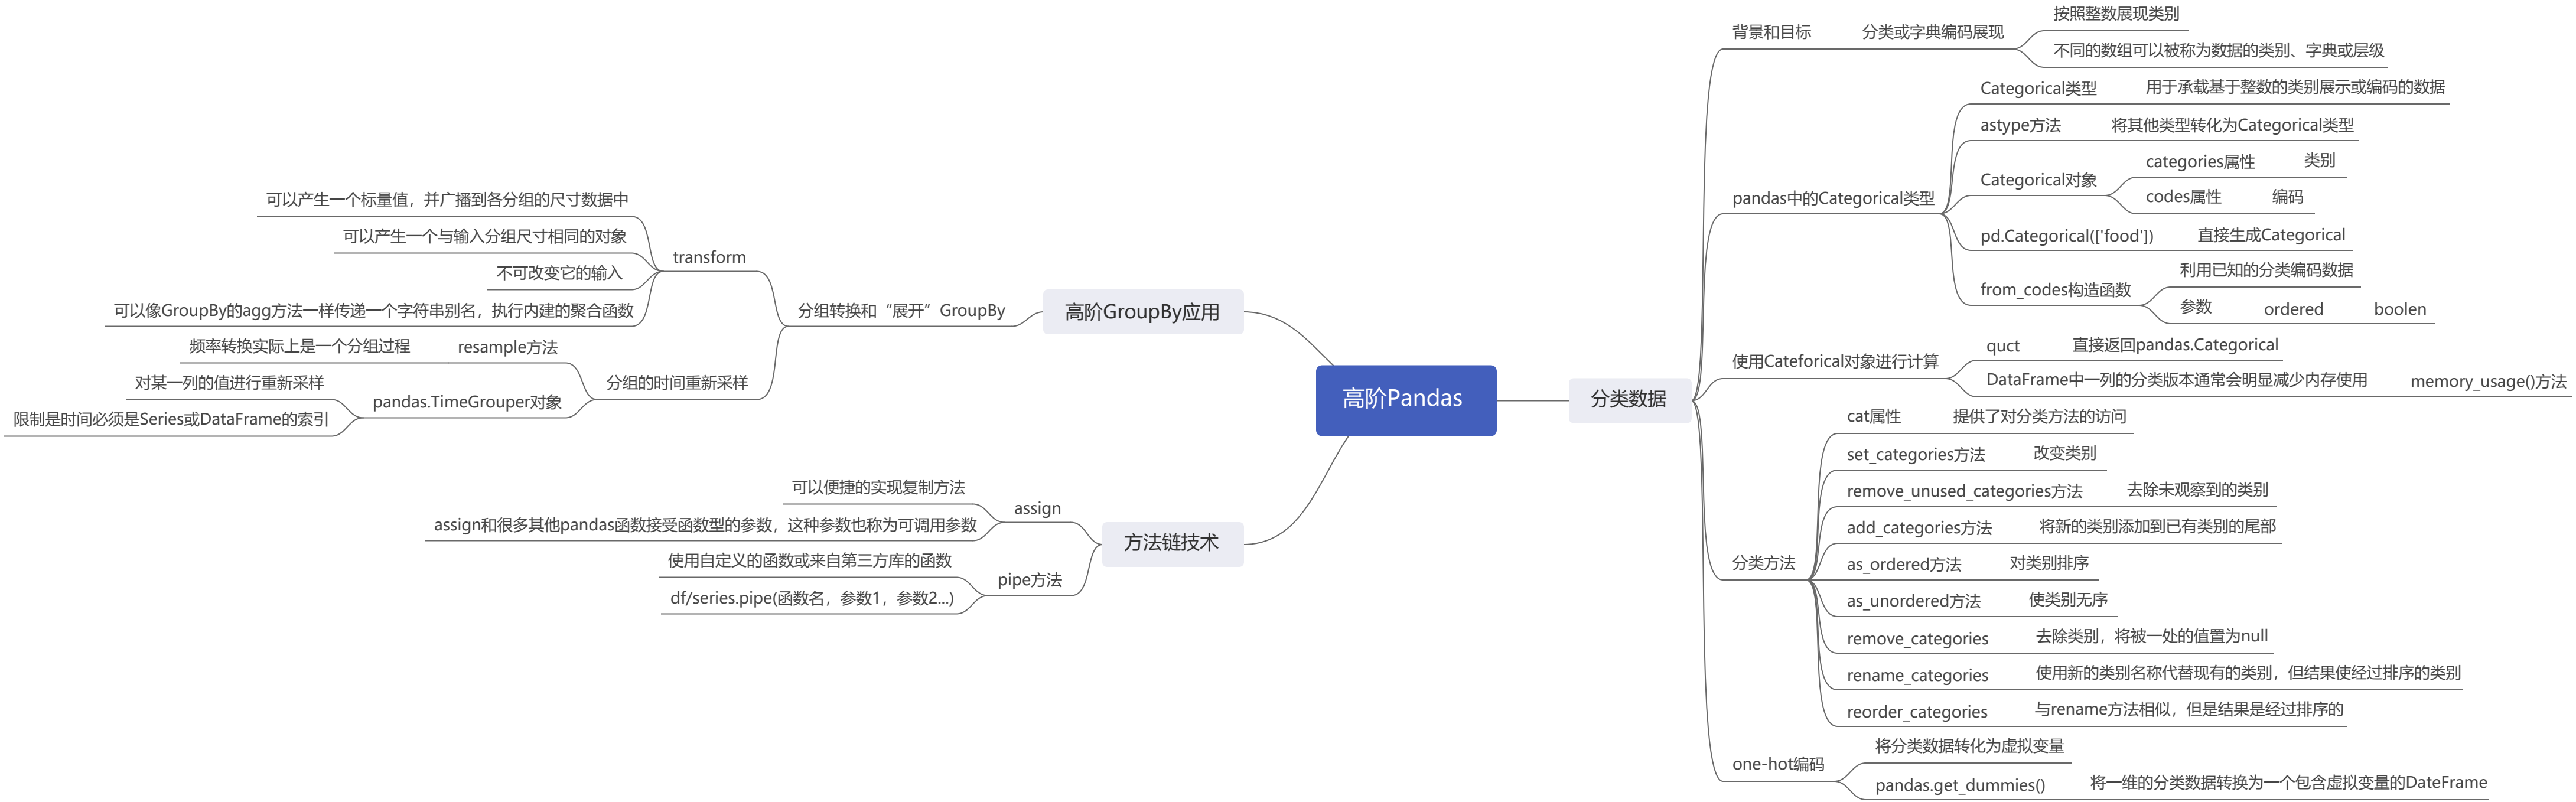 高阶Pandas
分类数据
背景和目标
分类或字典编码展现
按照整数展现类别
不同的数组可以被称为数据的类别、字典或层级
pandas中的Categorical类型
Categorical类型
用于承载基于整数的类别展示或编码的数据
astype方法
将其他类型转化为Categorical类型
Categorical对象
categories属性
类别
codes属性
编码
pd.Categorical(['food'])
直接生成Categorical
from_codes构造函数
利用已知的分类编码数据
参数
ordered
boolen
使用Cateforical对象进行计算
quct
直接返回pandas.Categorical
DataFrame中一列的分类版本通常会明显减少内存使用
memory_usage()方法
分类方法
cat属性
提供了对分类方法的访问
set_categories方法
改变类别
remove_unused_categories方法
去除未观察到的类别
add_categories方法
将新的类别添加到已有类别的尾部
as_ordered方法
对类别排序
as_unordered方法
使类别无序
remove_categories
去除类别，将被一处的值置为null
rename_categories
使用新的类别名称代替现有的类别，但结果使经过排序的类别
reorder_categories
与rename方法相似，但是结果是经过排序的
one-hot编码
将分类数据转化为虚拟变量
pandas.get_dummies()
将一维的分类数据转换为一个包含虚拟变量的DateFrame
高阶GroupBy应用
分组转换和“展开”GroupBy
transform
可以产生一个标量值，并广播到各分组的尺寸数据中
可以产生一个与输入分组尺寸相同的对象
不可改变它的输入
可以像GroupBy的agg方法一样传递一个字符串别名，执行内建的聚合函数
分组的时间重新采样
resample方法
频率转换实际上是一个分组过程
pandas.TimeGrouper对象
对某一列的值进行重新采样
限制是时间必须是Series或DataFrame的索引
方法链技术
assign
可以便捷的实现复制方法
assign和很多其他pandas函数接受函数型的参数，这种参数也称为可调用参数
pipe方法
使用自定义的函数或来自第三方库的函数
df/series.pipe(函数名，参数1，参数2...)